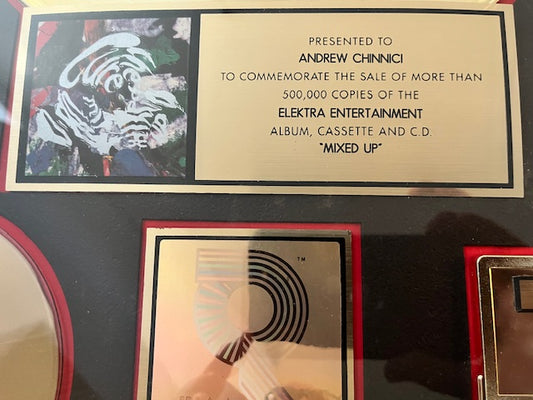 PRESENTED TO
ANDREW CHINNICI
TO COMMEMORATE THE SALE OF MORE THAN
500,000 COPIES OF THE
ELEKTRA ENTERTAINMENT
ALBUM, CASSETTE AND C.D.
"MIXED UP"
TM